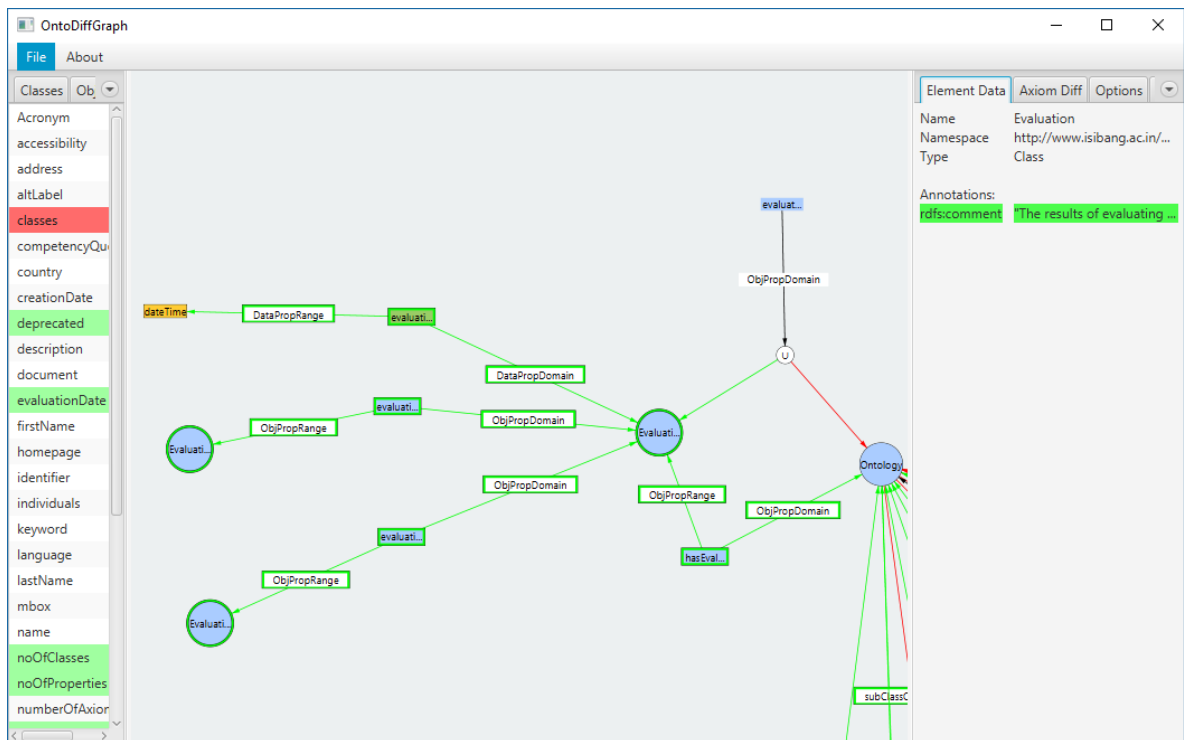 OntoDiffGraph
File About
Classes Ob
Acronym
accessibility
address
altLabel
classes
competencyQu
country
creationDate
deprecated
description
document
evaluationDate
firstName
homepage
identifier
individuals
keyword
language
lastName
mbox
name
noOfClasses
noOfProperties
numberOfAxior
evaluat...
ObjPropDomain
dateTime
DataPropRange
evaluati...
U
DataPropDomain
evaluati...
ObjPropDomain
ObjPropRange
Evaluati...
Evaluati...
Ontology
ObjPropDomain
ObjPropRange
ObjPropDomain
evaluati...
hasEval...
ObjPropRange
Evaluati...
subClassC
Element Data Axiom Diff Options
Name Evaluation
Namespace http://www.isibang.ac.in/...
Type Class
Annotations:
rdfs:comment "The results of evaluating ...